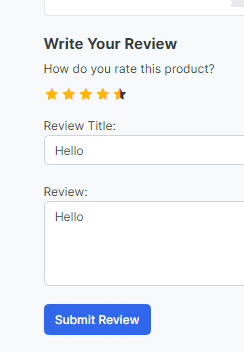 Write Your Review
How do you rate this product?
Review Title:
Hello
Review:
Hello
Submit Review